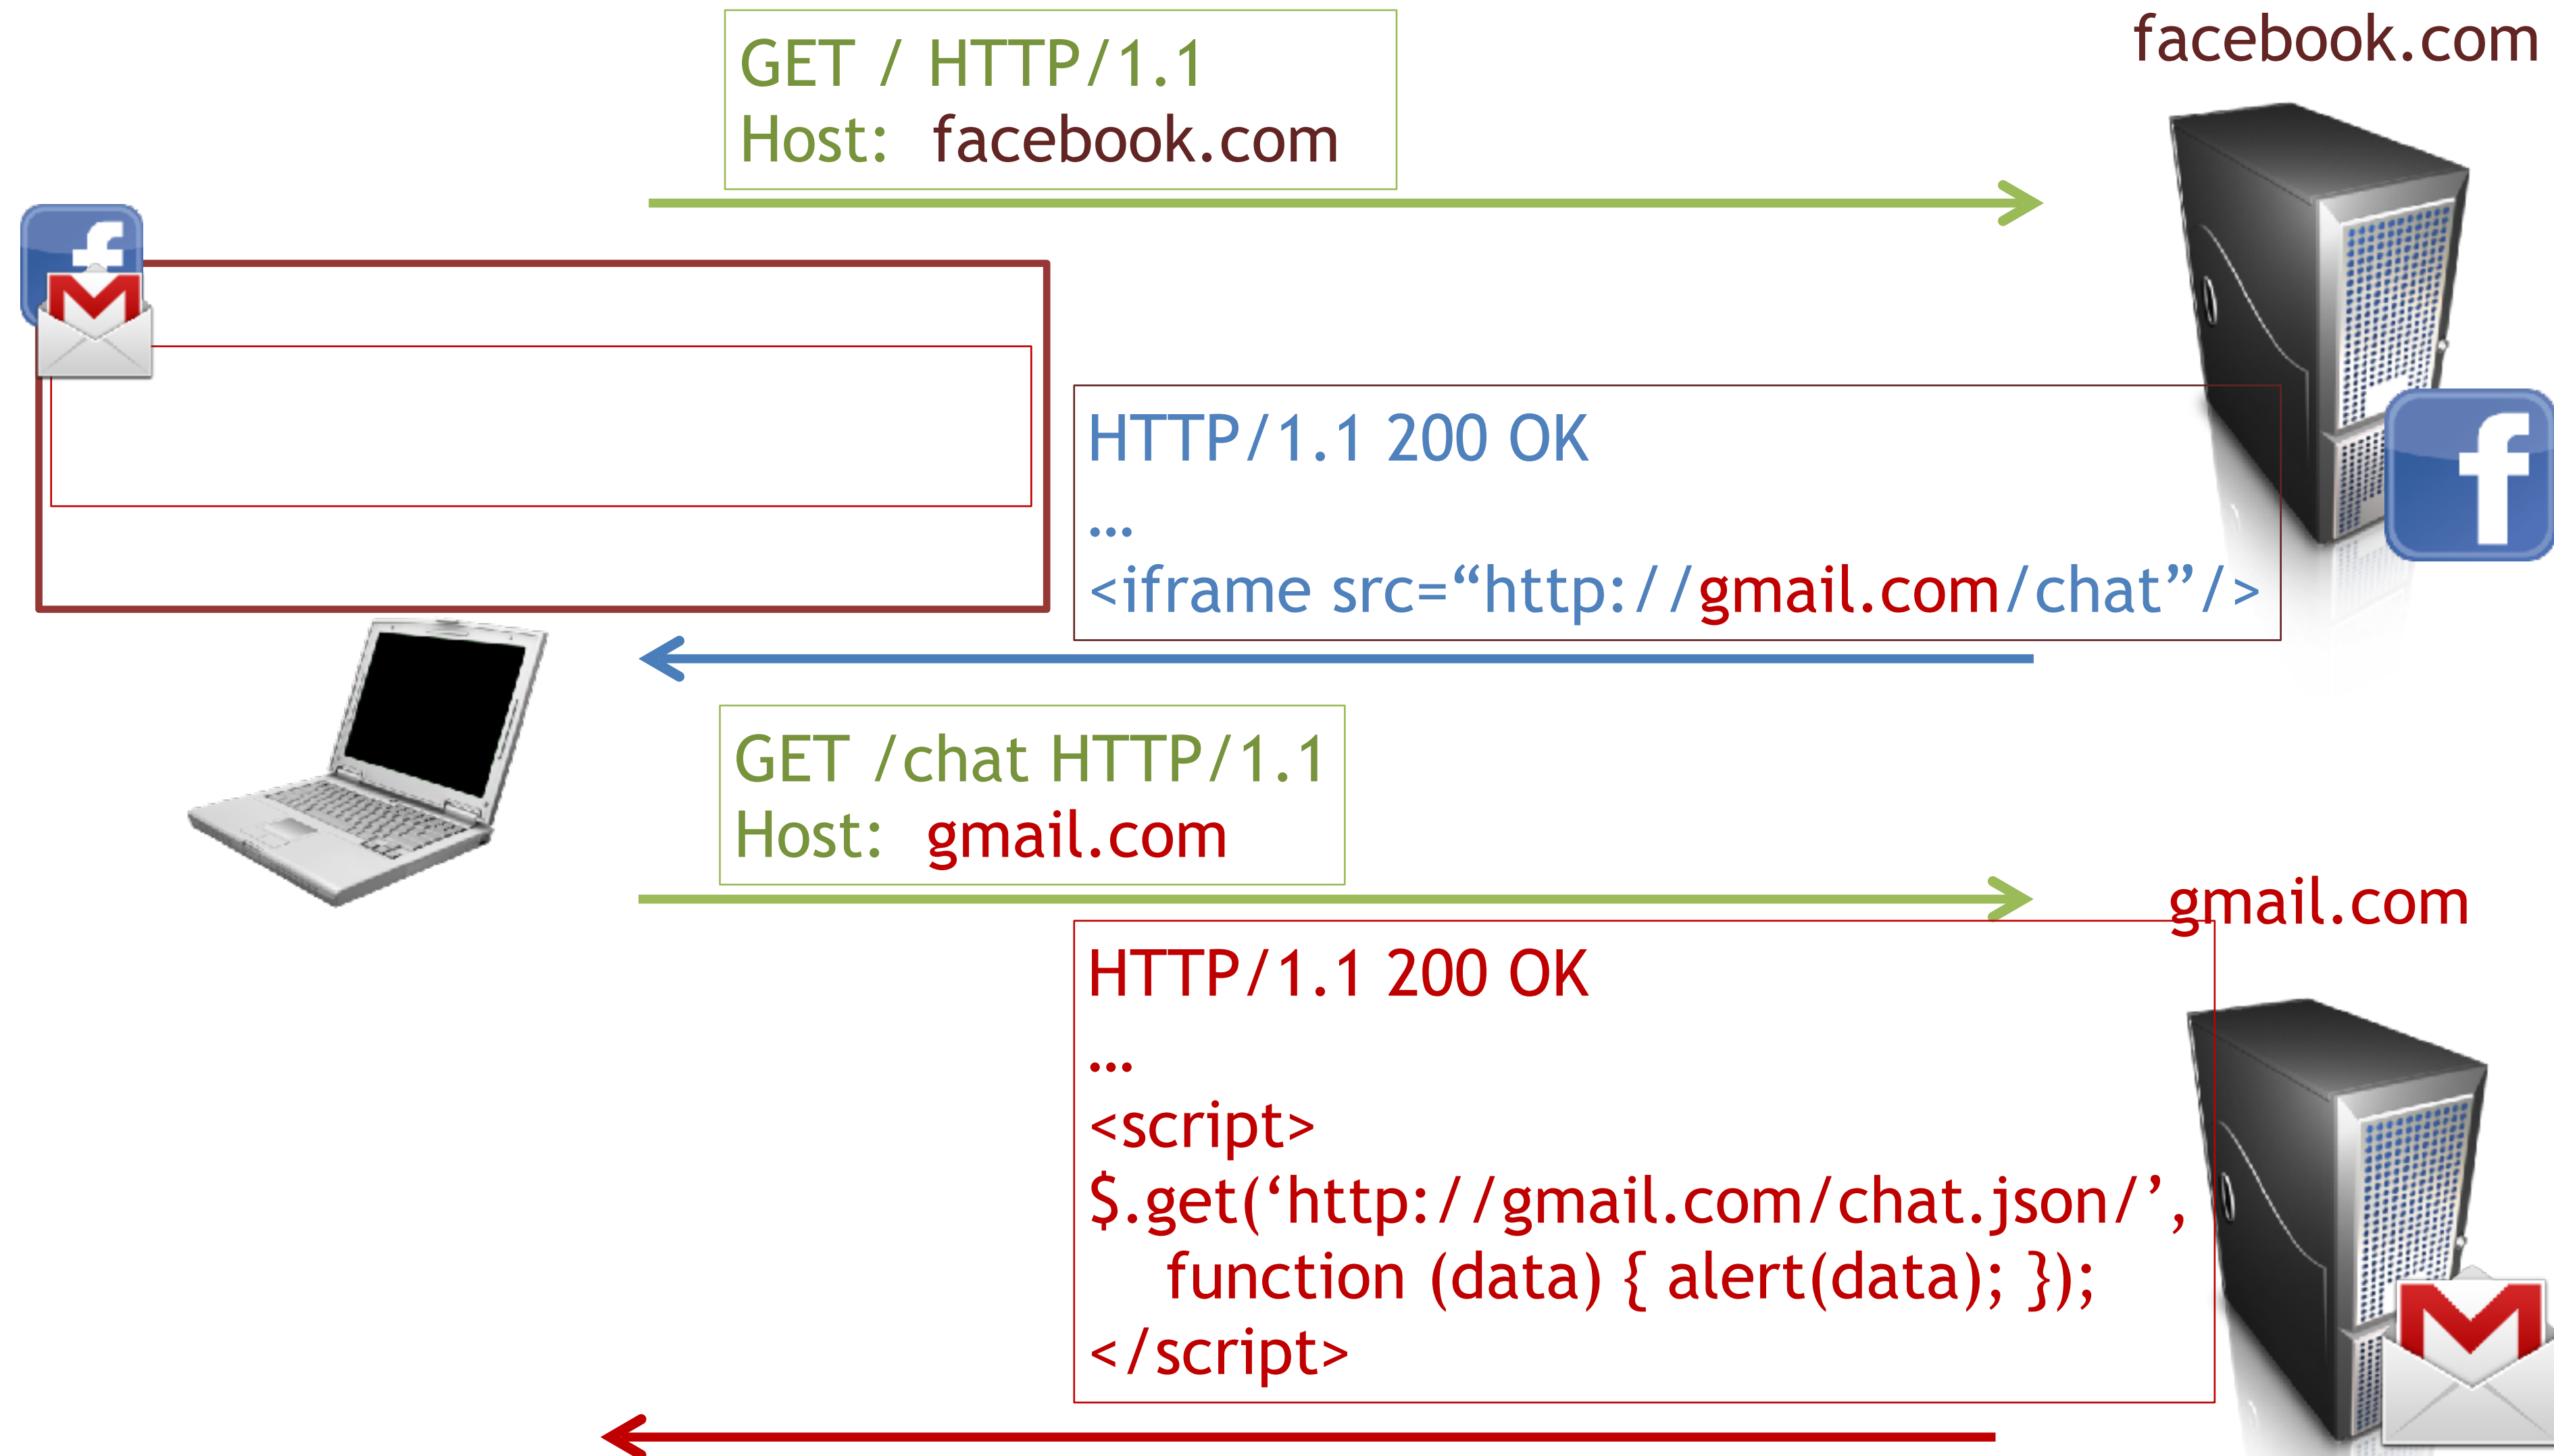 facebook.com
GET / HTTP/1.1
Host: facebook.com
HTTP/1.1 200 OK
…
<iframe src=“http://gmail.com/chat”/>
GET /chat HTTP/1.1
Host: gmail.com
gmail.com
HTTP/1.1 200 OK
…
<script>
$.get(‘http://gmail.com/chat.json/’,
function (data) { alert(data); });
</script>